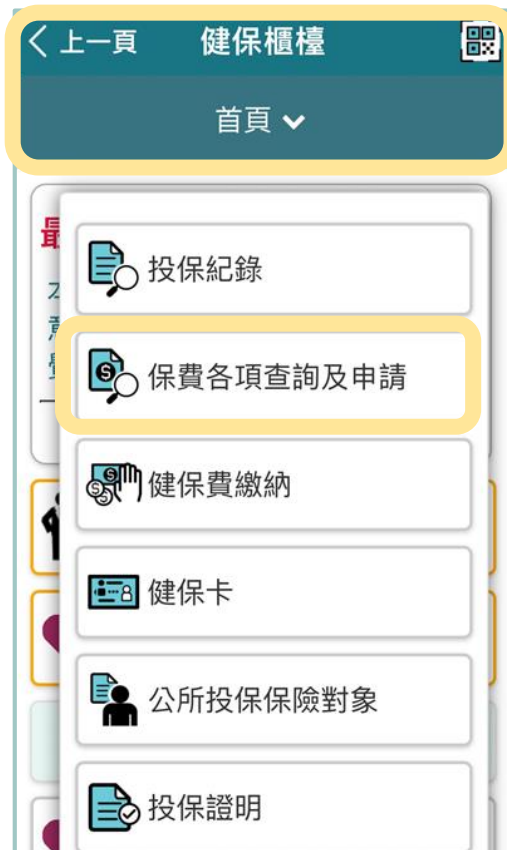 上一頁 健保櫃檯
首頁
投保紀錄
保費各項查詢及申請
健保費繳納
健保卡
公所投保保險對象
投保證明